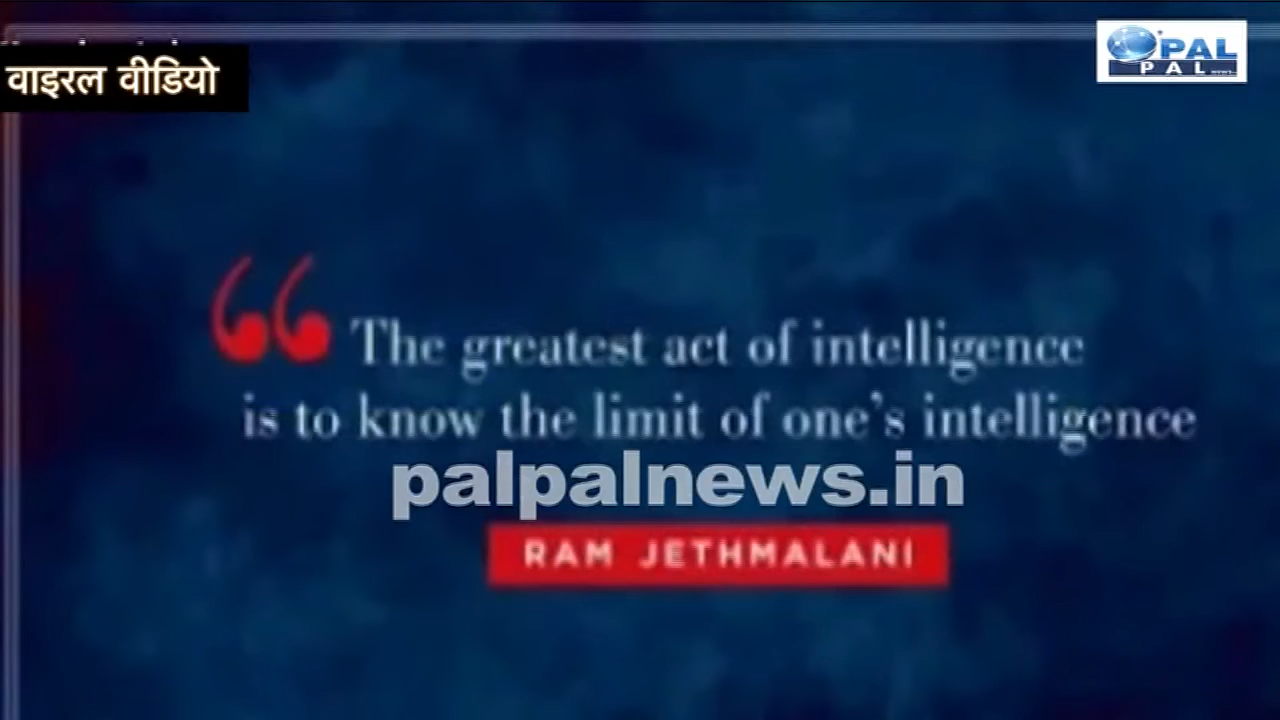 वाइरल वीडियो
PAL
PAL NEWS
“ The greatest act of intelligence
is to know the limit of one’s intelligence
palpalnews.in
RAM JETHMALANI